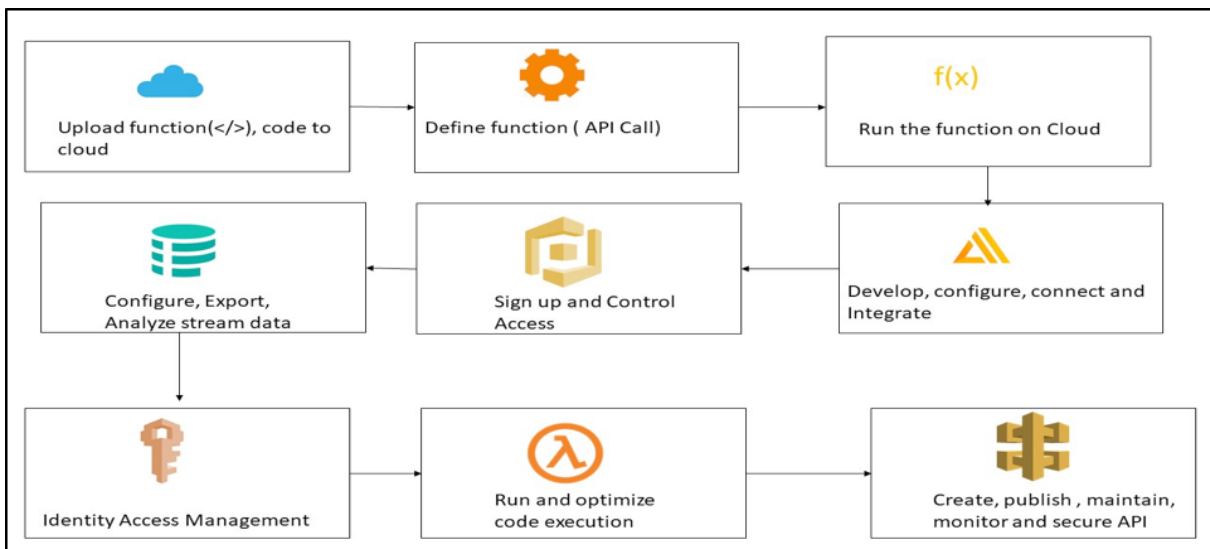 Upload function(</>), code to
cloud
Define function ( API Call)
f(x)
Run the function on Cloud
Configure, Export,
Analyze stream data
Sign up and Control
Access
Develop, configure, connect and
Integrate
Identity Access Management
λ
Run and optimize
code execution
Create, publish , maintain,
monitor and secure API